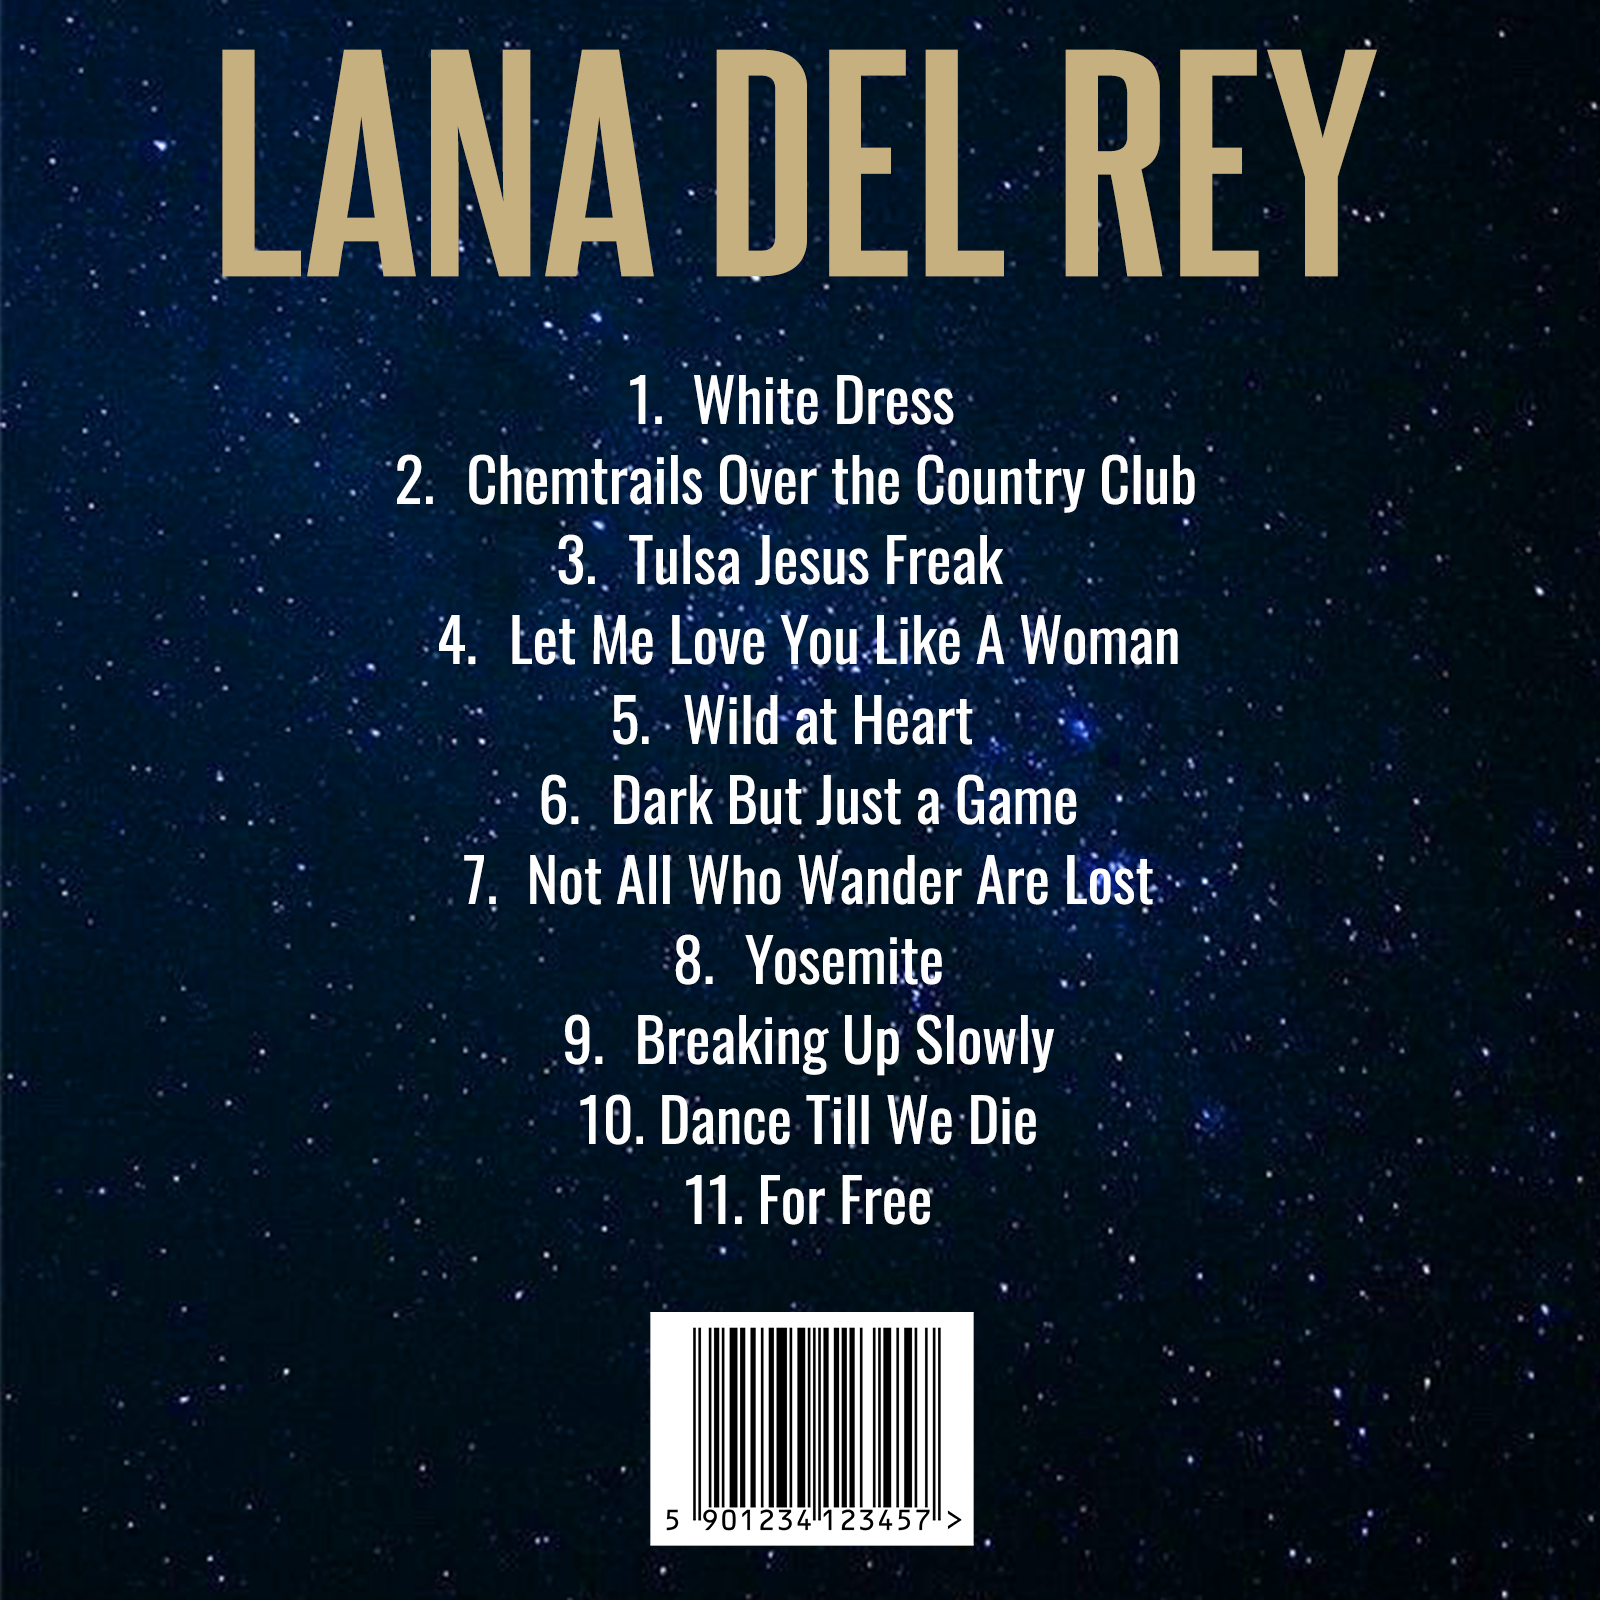 LANA DEL REY
1. White Dress
2. Chemtrails Over the Country Club
3. Tulsa Jesus Freak
4. Let Me Love You Like A Woman
5. Wild at Heart
6. Dark But Just a Game
7. Not All Who Wander Are Lost
8. Yosemite
9. Breaking Up Slowly
10. Dance Till We Die
11. For Free
5 901234 123457 >